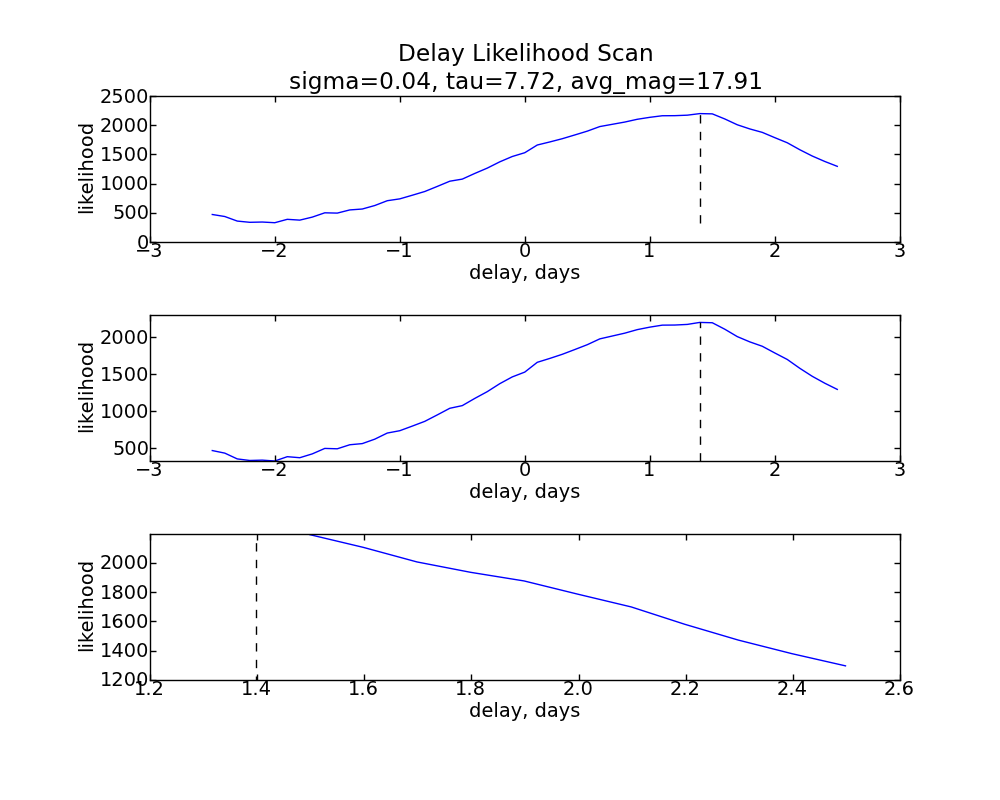 Delay Likelihood Scan
sigma=0.04, tau=7.72, avg_mag=17.91
2500
2000
1500
1000
500
0
likelihood
−3 −2 −1 0 1 2 3
delay, days
2000
1500
1000
500
likelihood
−3 −2 −1 0 1 2 3
delay, days
2000
1800
1600
1400
1200
likelihood
1.2 1.4 1.6 1.8 2.0 2.2 2.4 2.6
delay, days